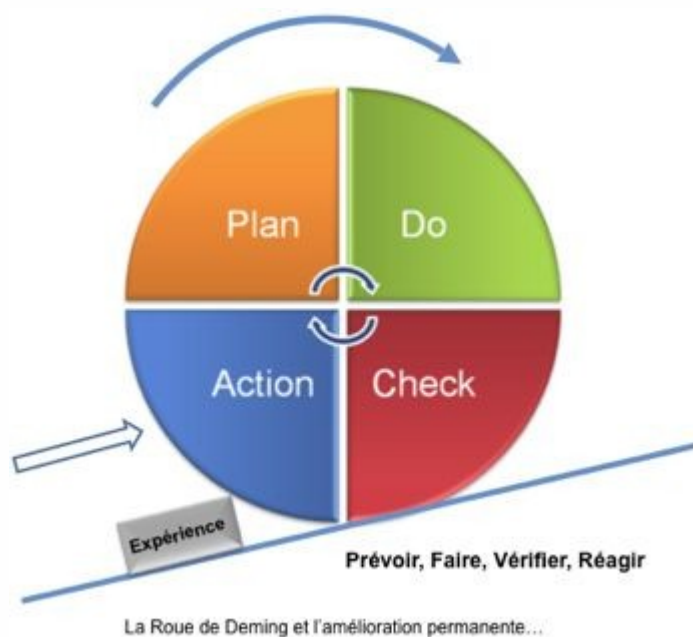 Plan
Do
Action
Check
Expérience
Prévoir, Faire, Vérifier, Réagir
La Roue de Deming et l’amélioration permanente…